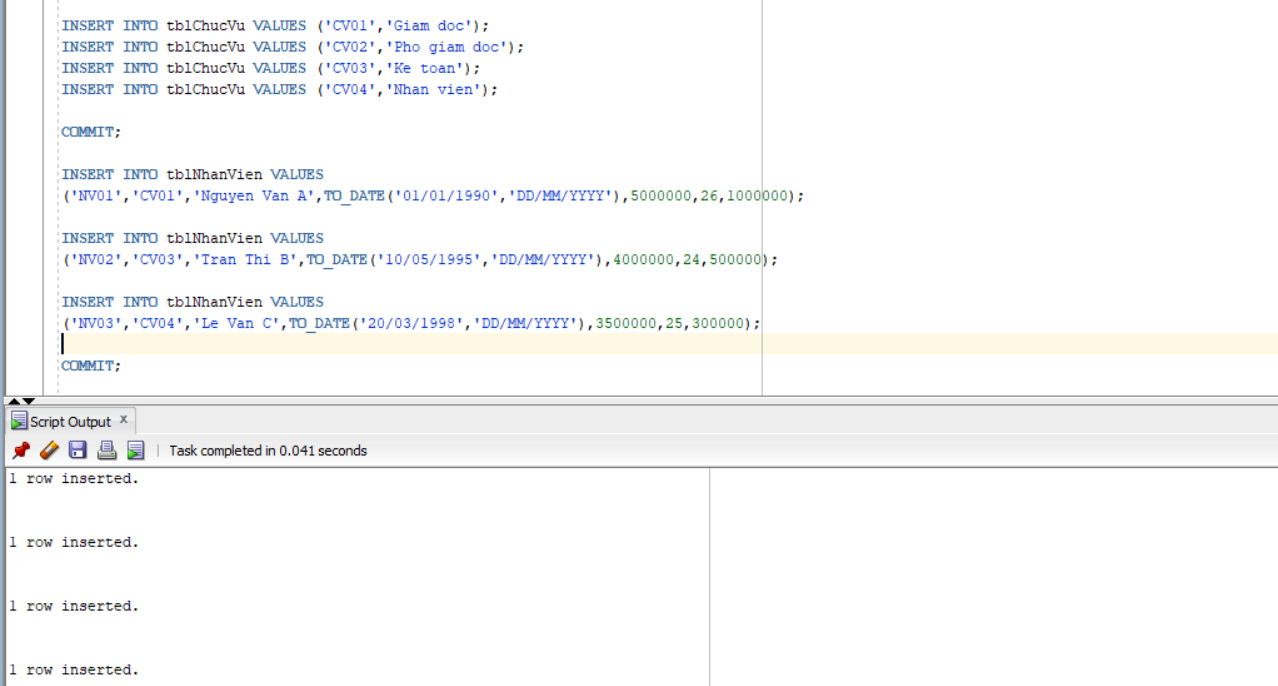 INSERT INTO tblChucVu VALUES ('CV01','Giam doc');
INSERT INTO tblChucVu VALUES ('CV02','Pho giam doc');
INSERT INTO tblChucVu VALUES ('CV03','Ke toan');
INSERT INTO tblChucVu VALUES ('CV04','Nhan vien');
COMMIT;
INSERT INTO tblNhanVien VALUES
('NV01','CV01','Nguyen Van A',TO_DATE('01/01/1990','DD/MM/YYYY'),5000000,26,1000000);
INSERT INTO tblNhanVien VALUES
('NV02','CV03','Tran Thi B',TO_DATE('10/05/1995','DD/MM/YYYY'),4000000,24,500000);
INSERT INTO tblNhanVien VALUES
('NV03','CV04','Le Van C',TO_DATE('20/03/1998','DD/MM/YYYY'),3500000,25,300000);
COMMIT;
Script Output x
Task completed in 0.041 seconds
1 row inserted.
1 row inserted.
1 row inserted.
1 row inserted.